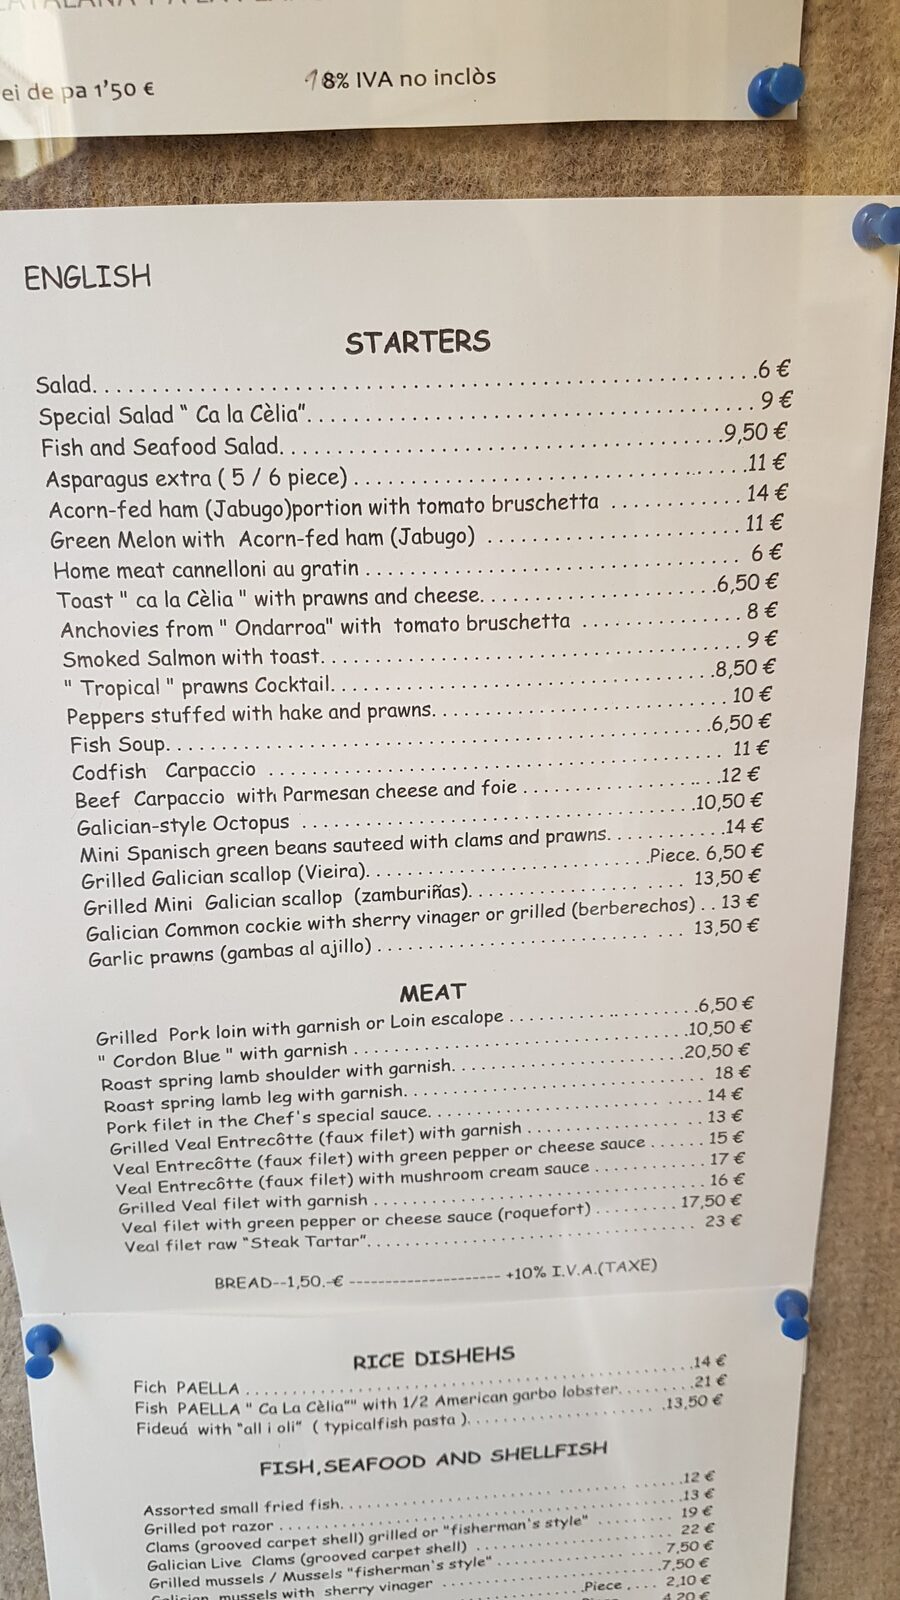 ei de pa 1'50 € 18% IVA no inclòs
ENGLISH
STARTERS
Salad. . . . . . . . . . . . . . . . . . . .6 €
Special Salad " Ca la Cèlia". . . . . . . . . . . . . . . . . . . . 9 €
Fish and Seafood Salad. . . . . . . . . . . . . . . . . . . .9,50 €
Asparagus extra ( 5 / 6 piece) . . . . . . . . . . . . . . . . . . . .11 €
Acorn-fed ham (Jabugo)portion with tomato bruschetta . . . . . . . . . . 14 €
Green Melon with Acorn-fed ham (Jabugo) . . . . . . . . . . . . . . . 11 €
Home meat cannelloni au gratin . . . . . . . . . . . . . . . . . . . . 6 €
Toast " ca la Cèlia " with prawns and cheese. . . . . . . . . . . . . . .6,50 €
Anchovies from " Ondarroa" with tomato bruschetta . . . . . . . . . . 8 €
Smoked Salmon with toast. . . . . . . . . . . . . . . . . . . . 9 €
" Tropical " prawns Cocktail. . . . . . . . . . . . . . . . . . . .8,50 €
Peppers stuffed with hake and prawns. . . . . . . . . . . . . . . . . 10 €
Fish Soup. . . . . . . . . . . . . . . . . . . .6,50 €
Codfish Carpaccio . . . . . . . . . . . . . . . . . . . . 11 €
Beef Carpaccio with Parmesan cheese and foie . . . . . . . . . . . .12 €
Galician-style Octopus . . . . . . . . . . . . . . . . . . . .10,50 €
Mini Spanisch green beans sauteed with clams and prawns. . . . . . . .14 €
Grilled Galician scallop (Vieira). . . . . . . . . . . . . . . .Piece. 6,50 €
Grilled Mini Galician scallop (zamburiñas). . . . . . . . . . . . . 13,50 €
Galician Common cockie with sherry vinager or grilled (berberechos) . . 13 €
Garlic prawns (gambas al ajillo) . . . . . . . . . . . . . . . . . . 13,50 €
MEAT
Grilled Pork loin with garnish or Loin escalope . . . . . . . . . . . . .6,50 €
" Cordon Blue " with garnish . . . . . . . . . . . . . . . . . . . .10,50 €
Roast spring lamb shoulder with garnish. . . . . . . . . . . . . . .20,50 €
Roast spring lamb leg with garnish. . . . . . . . . . . . . . . . . 18 €
Pork filet in the Chef's special sauce. . . . . . . . . . . . . . . . 14 €
Grilled Veal Entrecôtte (faux filet) with garnish . . . . . . . . . . . 13 €
Veal Entrecôtte (faux filet) with green pepper or cheese sauce . . . . . . 15 €
Veal Entrecôtte (faux filet) with mushroom cream sauce . . . . . . . . 17 €
Grilled Veal filet with garnish . . . . . . . . . . . . . . . . . . . 16 €
Veal filet with green pepper or cheese sauce (roquefort) . . . . . . . . 17,50 €
Veal filet raw "Steak Tartar". . . . . . . . . . . . . . . . . . . . 23 €
BREAD--1,50.-€ --------------------- +10% I.V.A.(TAXE)
RICE DISHEHS
Fich PAELLA . . . . . . . . . . . . . . . . . . . .14 €
Fish PAELLA " Ca La Cèlia"" with 1/2 American garbo lobster. . . . . . . .21 €
Fideuá with "all i oli" ( typicalfish pasta ). . . . . . . . . . . . . .13,50 €
FISH,SEAFOOD AND SHELLFISH
Assorted small fried fish. . . . . . . . . . . . . . . . . . . .12 €
Grilled pot razor . . . . . . . . . . . . . . . . . . . .13 €
Clams (grooved carpet shell) grilled or "fisherman's style" . . . . . . . . 19 €
Galician Live Clams (grooved carpet shell) . . . . . . . . . . . . . . 22 €
Grilled mussels / Mussels "fisherman's style" . . . . . . . . . . . . 7,50 €
Galician mussels with sherry vinager . . . . . . . . . . . . . . . .7,50 €
.Piece . . . . 2,10 €
4,20 €